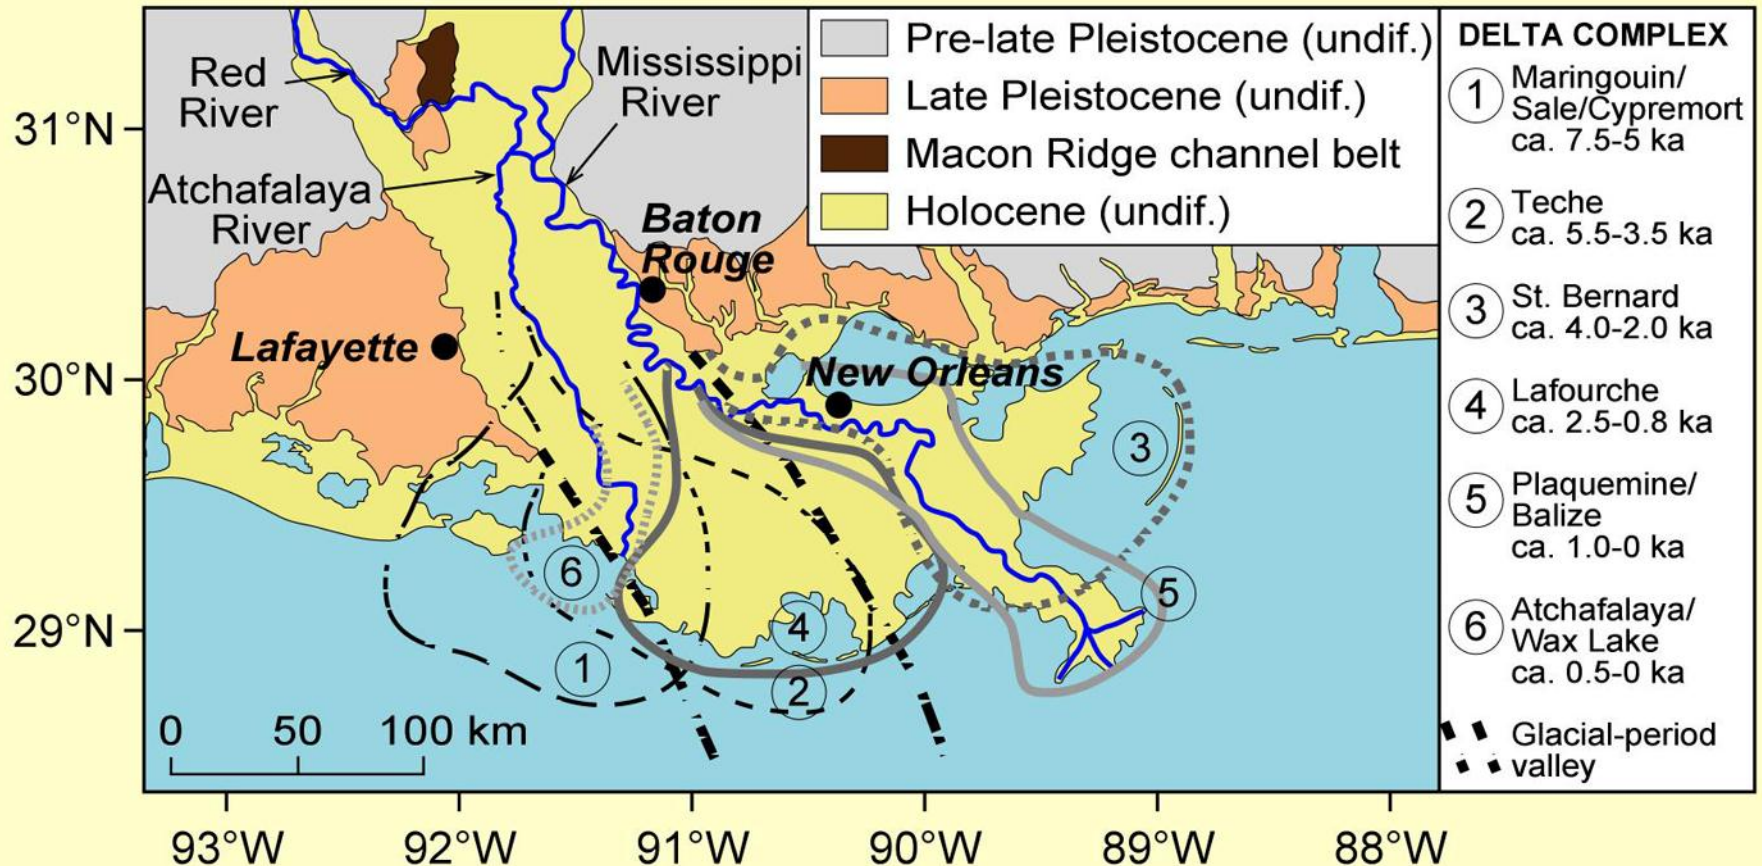 Pre-late Pleistocene (undif.)
Late Pleistocene (undif.)
Macon Ridge channel belt
Holocene (undif.)
DELTA COMPLEX
1
Maringouin/
Sale/Cypremort
ca. 7.5-5 ka
2
Teche
ca. 5.5-3.5 ka
3
St. Bernard
ca. 4.0-2.0 ka
4
Lafourche
ca. 2.5-0.8 ka
5
Plaquemine/
Balize
ca. 1.0-0 ka
6
Atchafalaya/
Wax Lake
ca. 0.5-0 ka
Glacial-period
valley
Red
River
Mississippi
River
Atchafalaya
River
Baton
Rouge
Lafayette
New Orleans
3
6
5
4
1
2
0 50 100 km
31°N
30°N
29°N
93°W 92°W 91°W 90°W 89°W 88°W